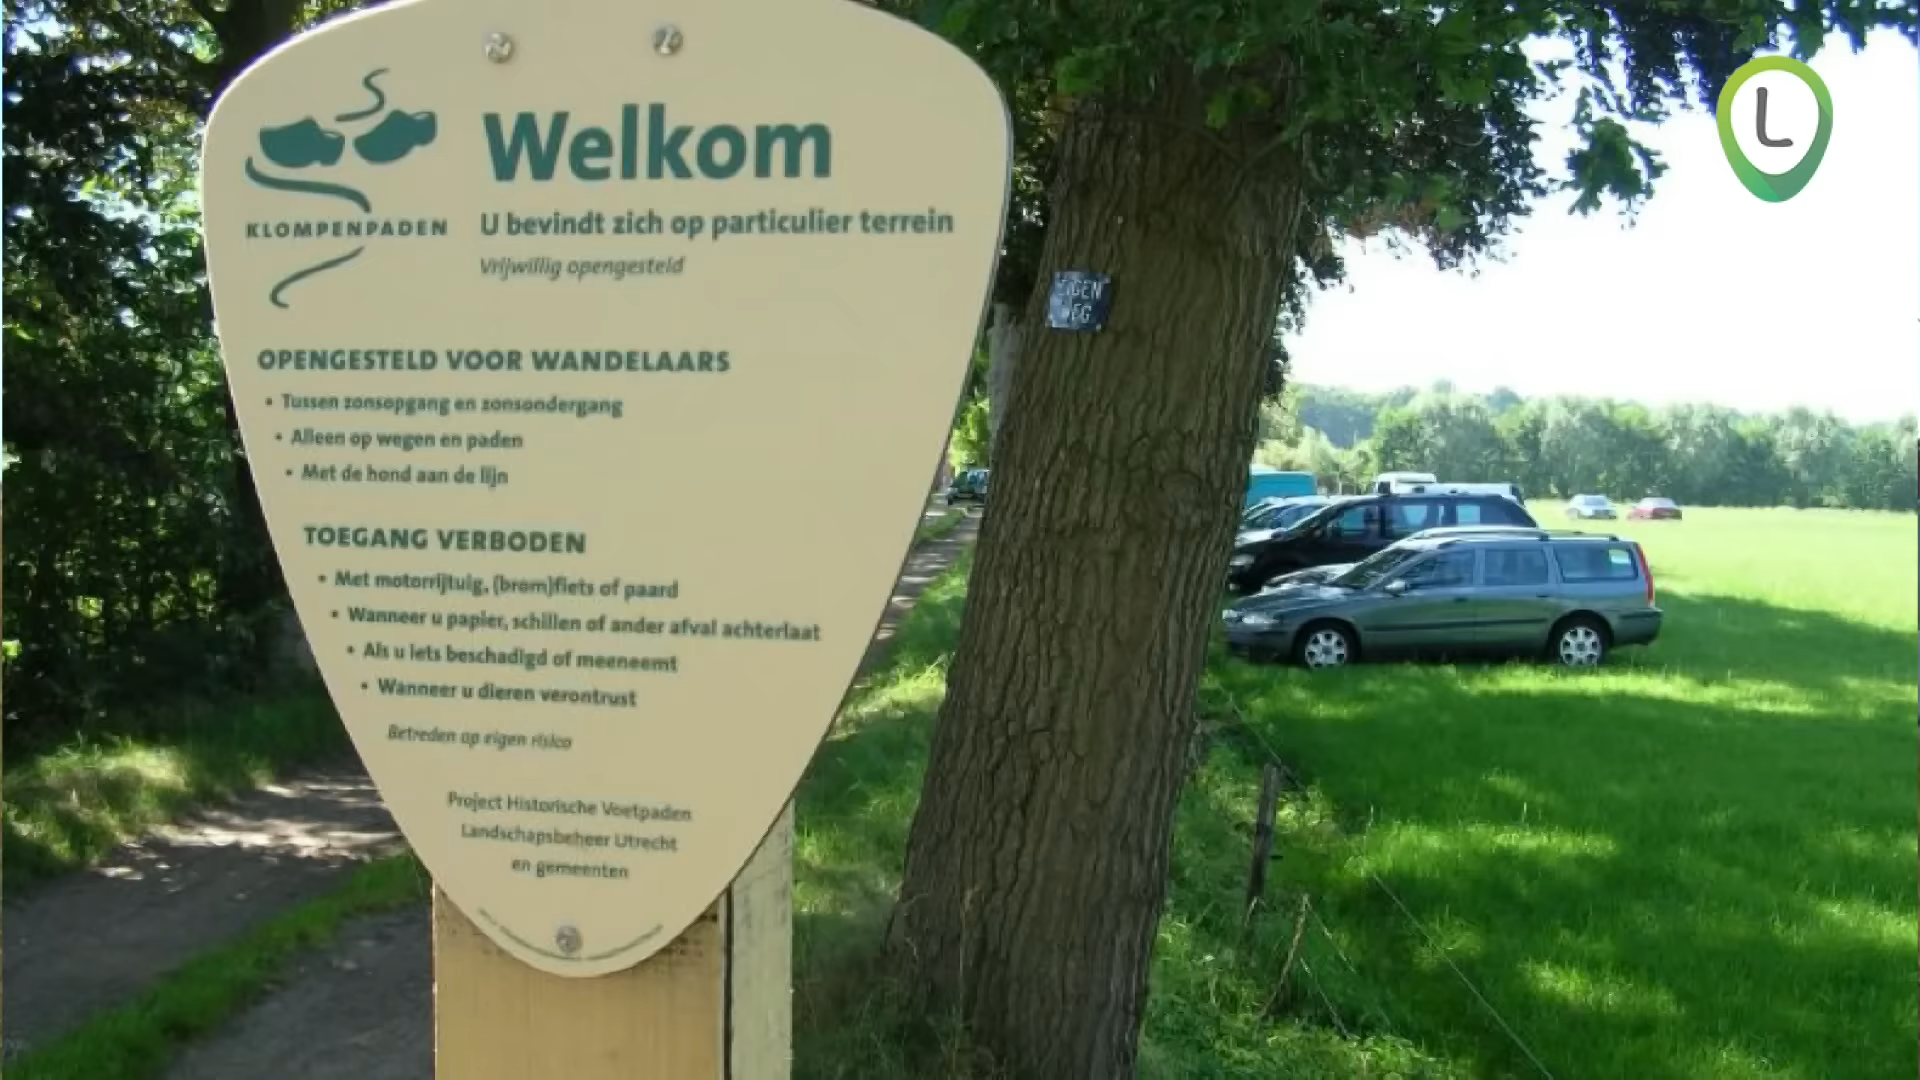 Welkom
KLOMPENPADEN
U bevindt zich op particulier terrein
Vrijwillig opengesteld
OPENGESTELD VOOR WANDELAARS
• Tussen zonsopgang en zonsondergang
• Alleen op wegen en paden
• Met de hond aan de lijn
TOEGANG VERBODEN
• Met motorrijtuig, (brom)fiets of paard
• Wanneer u papier, schillen of ander afval achterlaat
• Als u iets beschadigd of meeneemt
• Wanneer u dieren verontrust
Betreden op eigen risico
Project Historische Voetpaden
Landschapsbeheer Utrecht
en gemeenten
EIGEN
WEG
L